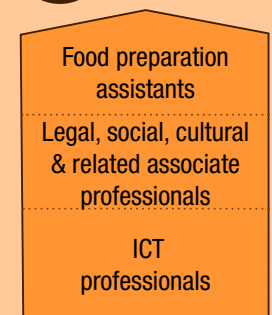 Food preparation
assistants
Legal, social, cultural
& related associate
professionals
ICT
professionals